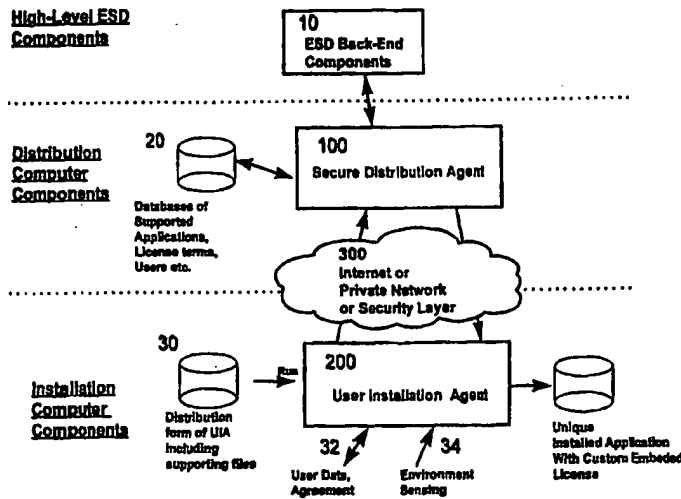 High-Level ESD
Components
10
ESD Back-End
Components
Distribution
Computer
Components
20
Databases of
Supported
Applications,
License terms,
Users etc.
100
Secure Distribution Agent
300
Internet or
Private Network
or Security Layer
Installation
Computer
Components
30
Distribution
form of UIA
including
supporting files
Run
200
User Installation Agent
32
User Data,
Agreement
34
Environment
Sensing
Unique
Installed Application
With Custom Embeded
License